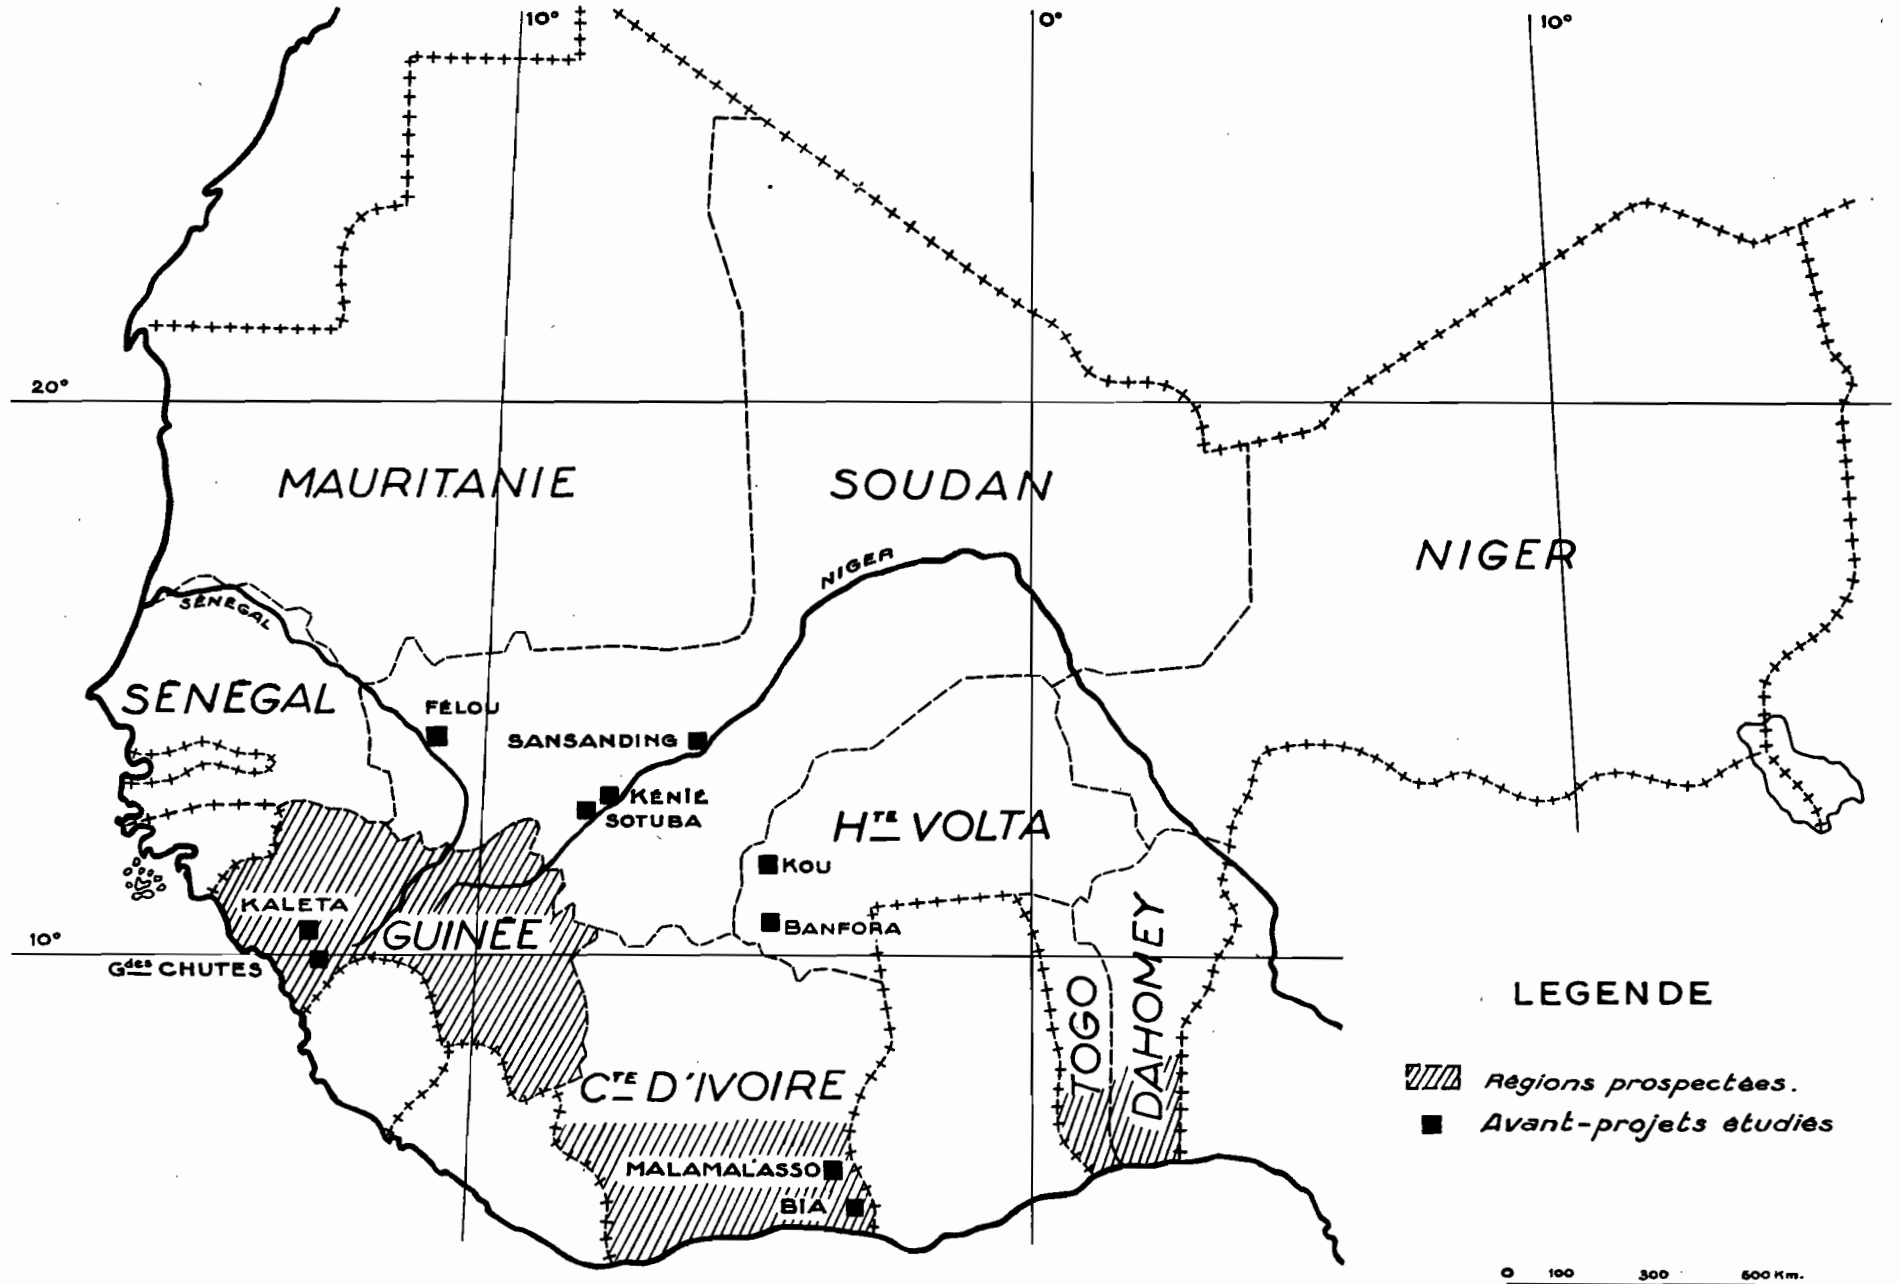 10°
0°
10°
20°
MAURITANIE
SOUDAN
NIGER
NIGER
SÉNÉGAL
SÉNÉGAL
FÉLOU
SANSANDING
KÉNIÉ
SOTUBA
HTE VOLTA
KOU
BANFORA
KALETA
GUINÉE
10°
Gdes CHUTES
TOGO
DAHOMEY
CTE D'IVOIRE
MALAMALASSO
BIA
LEGENDE
Régions prospectées.
Avant-projets étudiés
0 100 300 500 Km.